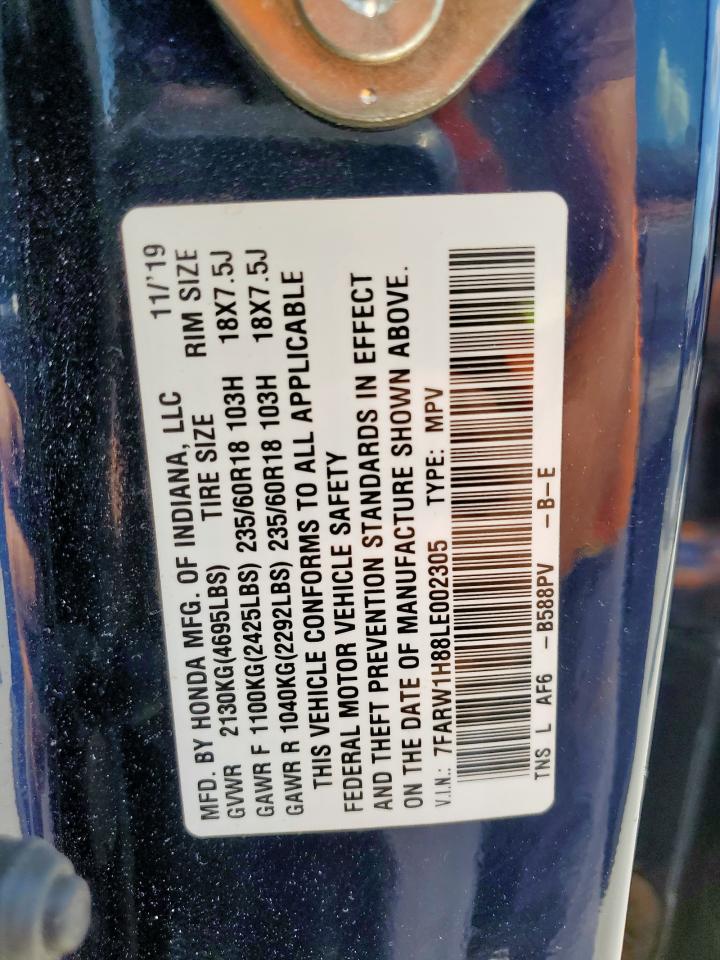 MFD. BY HONDA MFG. OF INDIANA, LLC 11/'19
GVWR 2130KG(4695LBS) TIRE SIZE RIM SIZE
GAWR F 1100KG(2425LBS) 235/60R18 103H 18X7.5J
GAWR R 1040KG(2292LBS) 235/60R18 103H 18X7.5J
THIS VEHICLE CONFORMS TO ALL APPLICABLE
FEDERAL MOTOR VEHICLE SAFETY
AND THEFT PREVENTION STANDARDS IN EFFECT
ON THE DATE OF MANUFACTURE SHOWN ABOVE.
V.I.N.: 7FARW1H88LE002305 TYPE: MPV
TNS L AF6 -B588PV -B-E